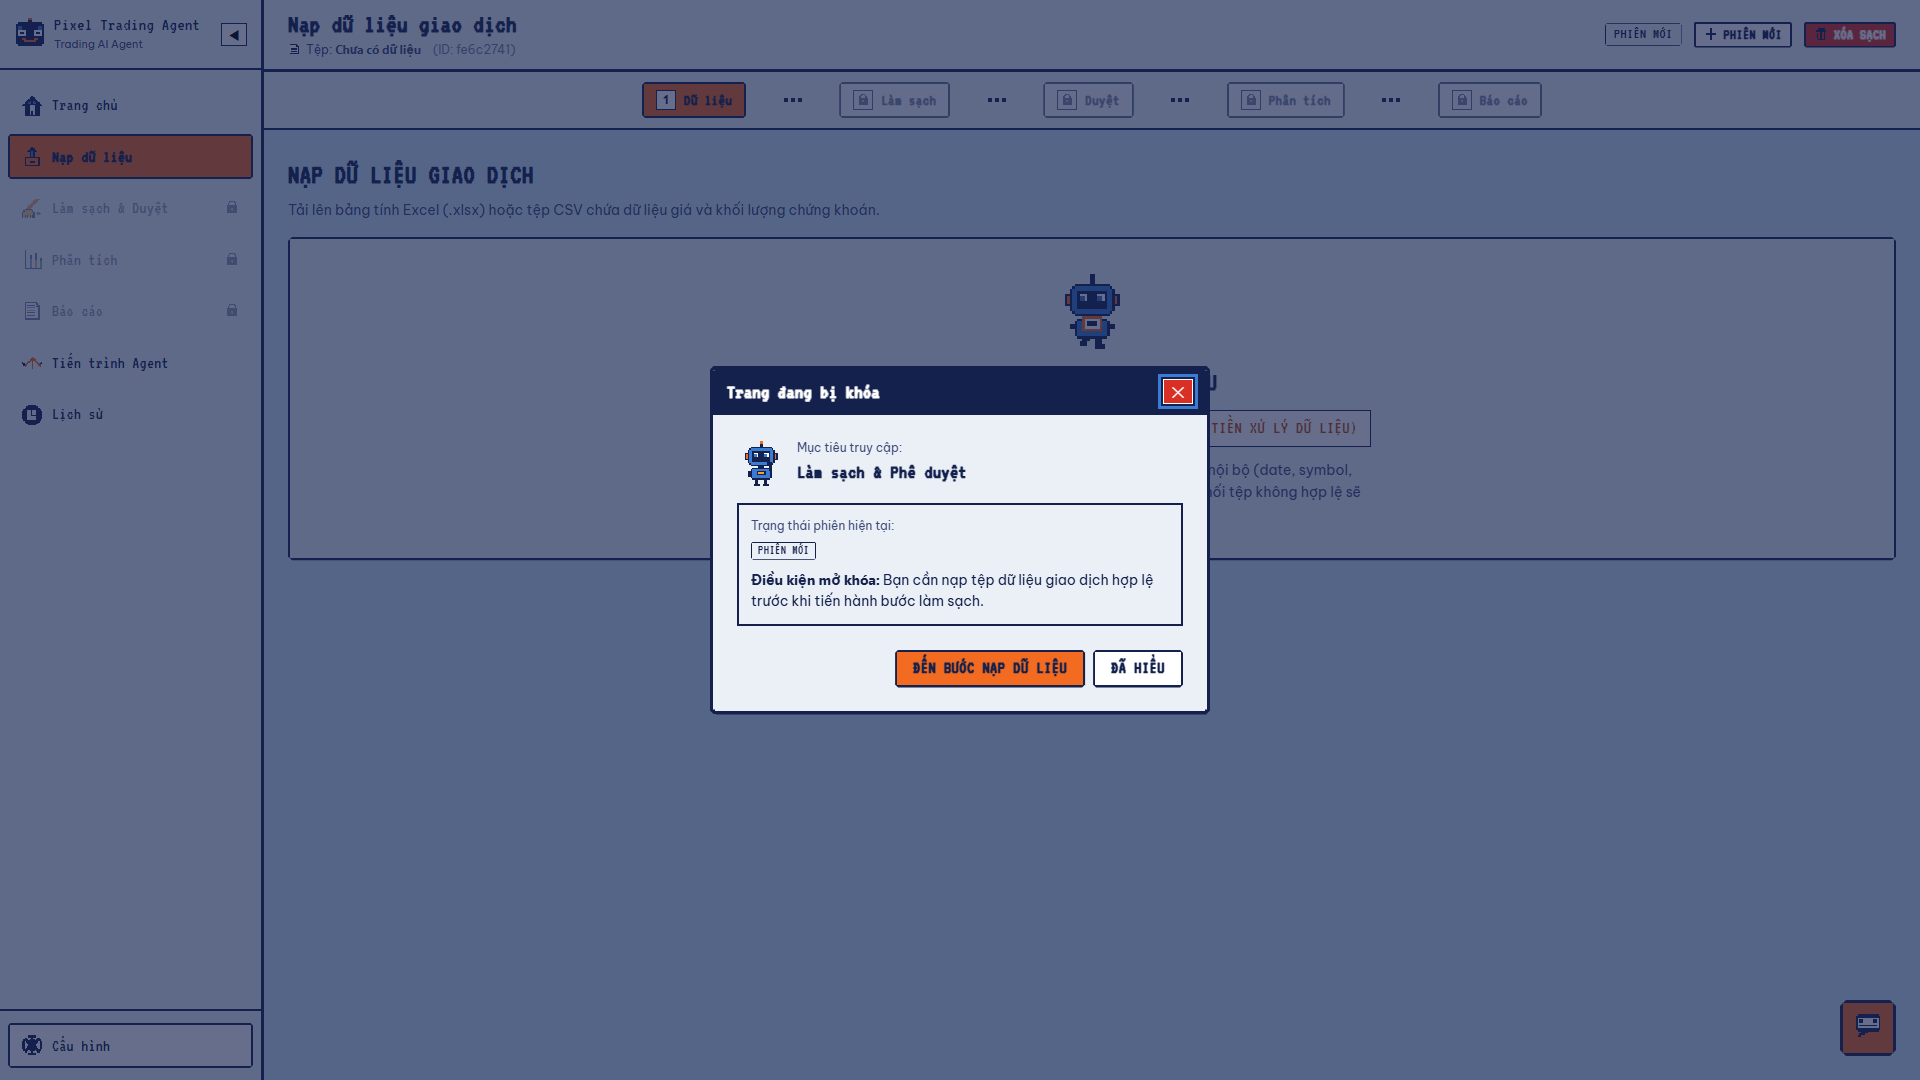 Pixel Trading Agent
Trading AI Agent
Trang chủ
Nạp dữ liệu
Làm sạch & Duyệt
Phân tích
Báo cáo
Tiến trình Agent
Lịch sử
Cấu hình
Nạp dữ liệu giao dịch
Tệp: Chưa có dữ liệu (ID: fe6c2741)
PHIÊN MỚI
PHIÊN MỚI
XÓA SẠCH
1 Dữ liệu
Làm sạch
Duyệt
Phân tích
Báo cáo
NẠP DỮ LIỆU GIAO DỊCH
Tải lên bảng tính Excel (.xlsx) hoặc tệp CSV chứa dữ liệu giá và khối lượng chứng khoán.
U
TIỀN XỬ LÝ DỮ LIỆU)
nội bộ (date, symbol,
hối tệp không hợp lệ sẽ
Trang đang bị khóa
Mục tiêu truy cập:
Làm sạch & Phê duyệt
Trạng thái phiên hiện tại:
PHIÊN MỚI
Điều kiện mở khóa: Bạn cần nạp tệp dữ liệu giao dịch hợp lệ
trước khi tiến hành bước làm sạch.
ĐẾN BƯỚC NẠP DỮ LIỆU
ĐÃ HIỂU